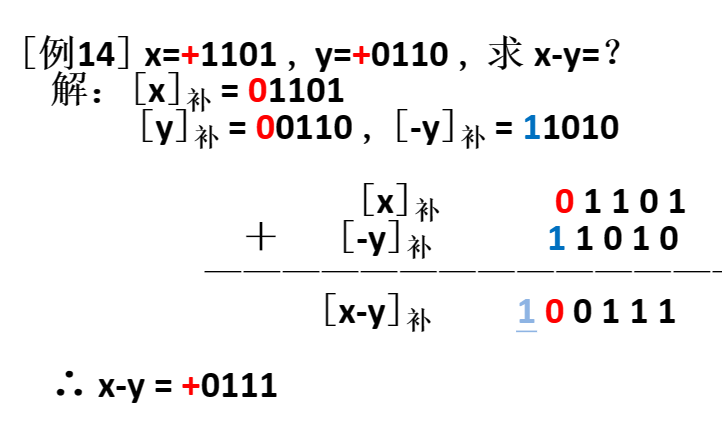 ［例14］x=+1101，y=+0110，求 x-y=？
解：［x］补 = 01101
［y］补 = 00110，［-y］补 = 11010
［x］补 0 1 1 0 1
＋ ［-y］补 1 1 0 1 0
［x-y］补 1 0 0 1 1 1
∴ x-y = +0111